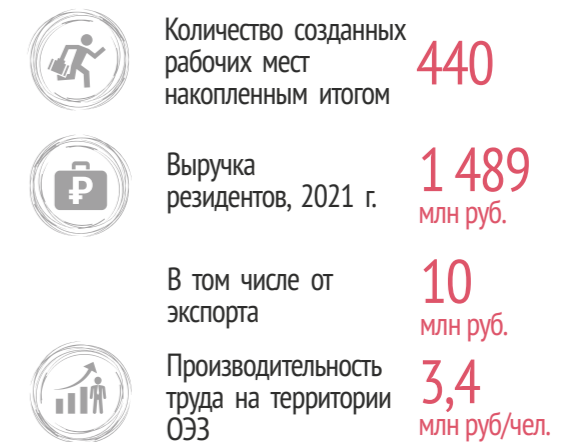 Количество созданных
рабочих мест
накопленным итогом
440
Выручка
резидентов, 2021 г.
1 489
млн руб.
В том числе от
экспорта
10
млн руб.
Производительность
труда на территории
ОЭЗ
3,4
млн руб/чел.